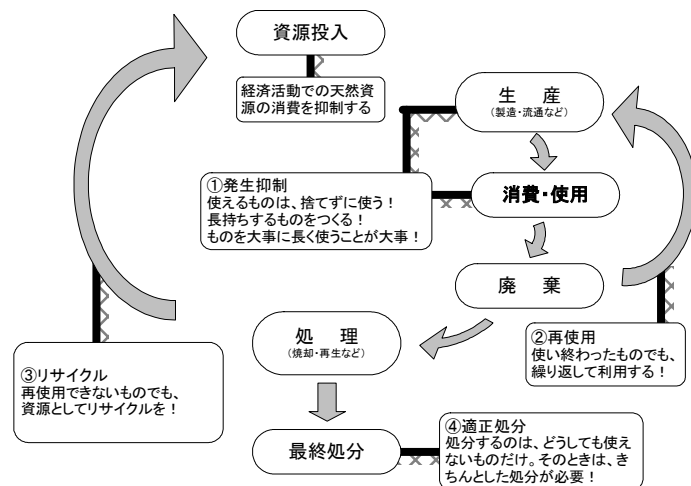 資源投入
経済活動での天然資
源の消費を抑制する
生　産
（製造・流通など）
①発生抑制
使えるものは、捨てずに使う！
長持ちするものをつくる！
ものを大事に長く使うことが大事！
消費・使用
廃　棄
処　理
（焼却・再生など）
②再使用
使い終わったものでも、
繰り返して利用する！
③リサイクル
再使用できないものでも、
資源としてリサイクルを！
最終処分
④適正処分
処分するのは、どうしても使え
ないものだけ。そのときは、き
ちんとした処分が必要！